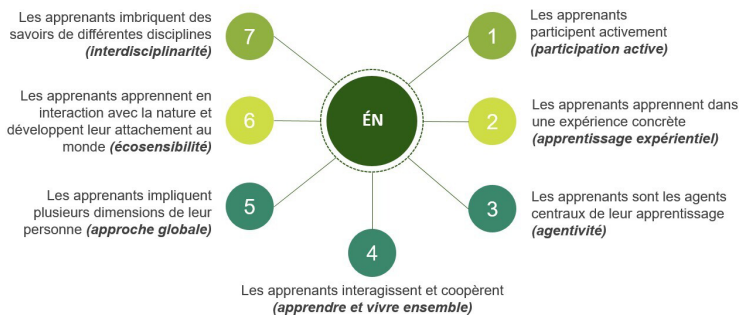 ÉN
1
Les apprenants
participent activement
(participation active)
2
Les apprenants apprennent dans
une expérience concrète
(apprentissage expérientiel)
3
Les apprenants sont les agents
centraux de leur apprentissage
(agentivité)
4
Les apprenants interagissent et coopèrent
(apprendre et vivre ensemble)
5
Les apprenants impliquent
plusieurs dimensions de leur
personne (approche globale)
6
Les apprenants apprennent en
interaction avec la nature et
développent leur attachement au
monde (écosensibilité)
7
Les apprenants imbriquent des
savoirs de différentes disciplines
(interdisciplinarité)